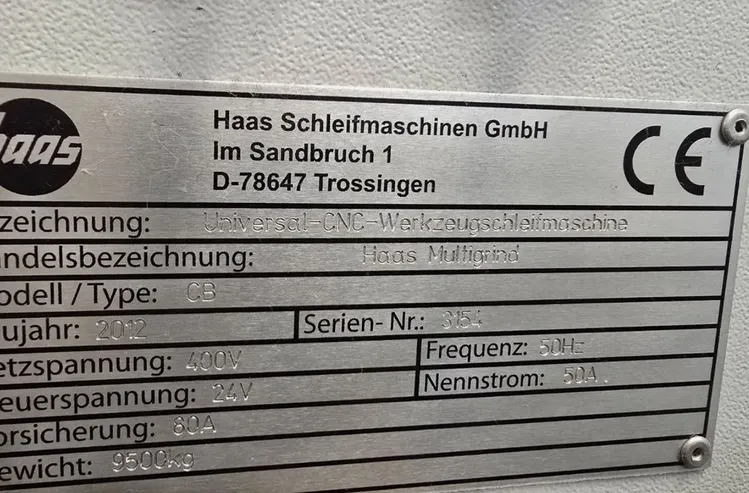 haas
Haas Schleifmaschinen GmbH
Im Sandbruch 1
D-78647 Trossingen
CE
zeichnung: Universal-CNC-Werkzeugschleifmaschine
andelsbezeichnung: Haas Multigrind
odell / Type: CB
ujahr: 2012 Serien- Nr.: 3154
etzspannung: 400V Frequenz: 50Hz
euerspannung: 24V Nennstrom: 50A
orsicherung: 80A
ewicht: 9500kg